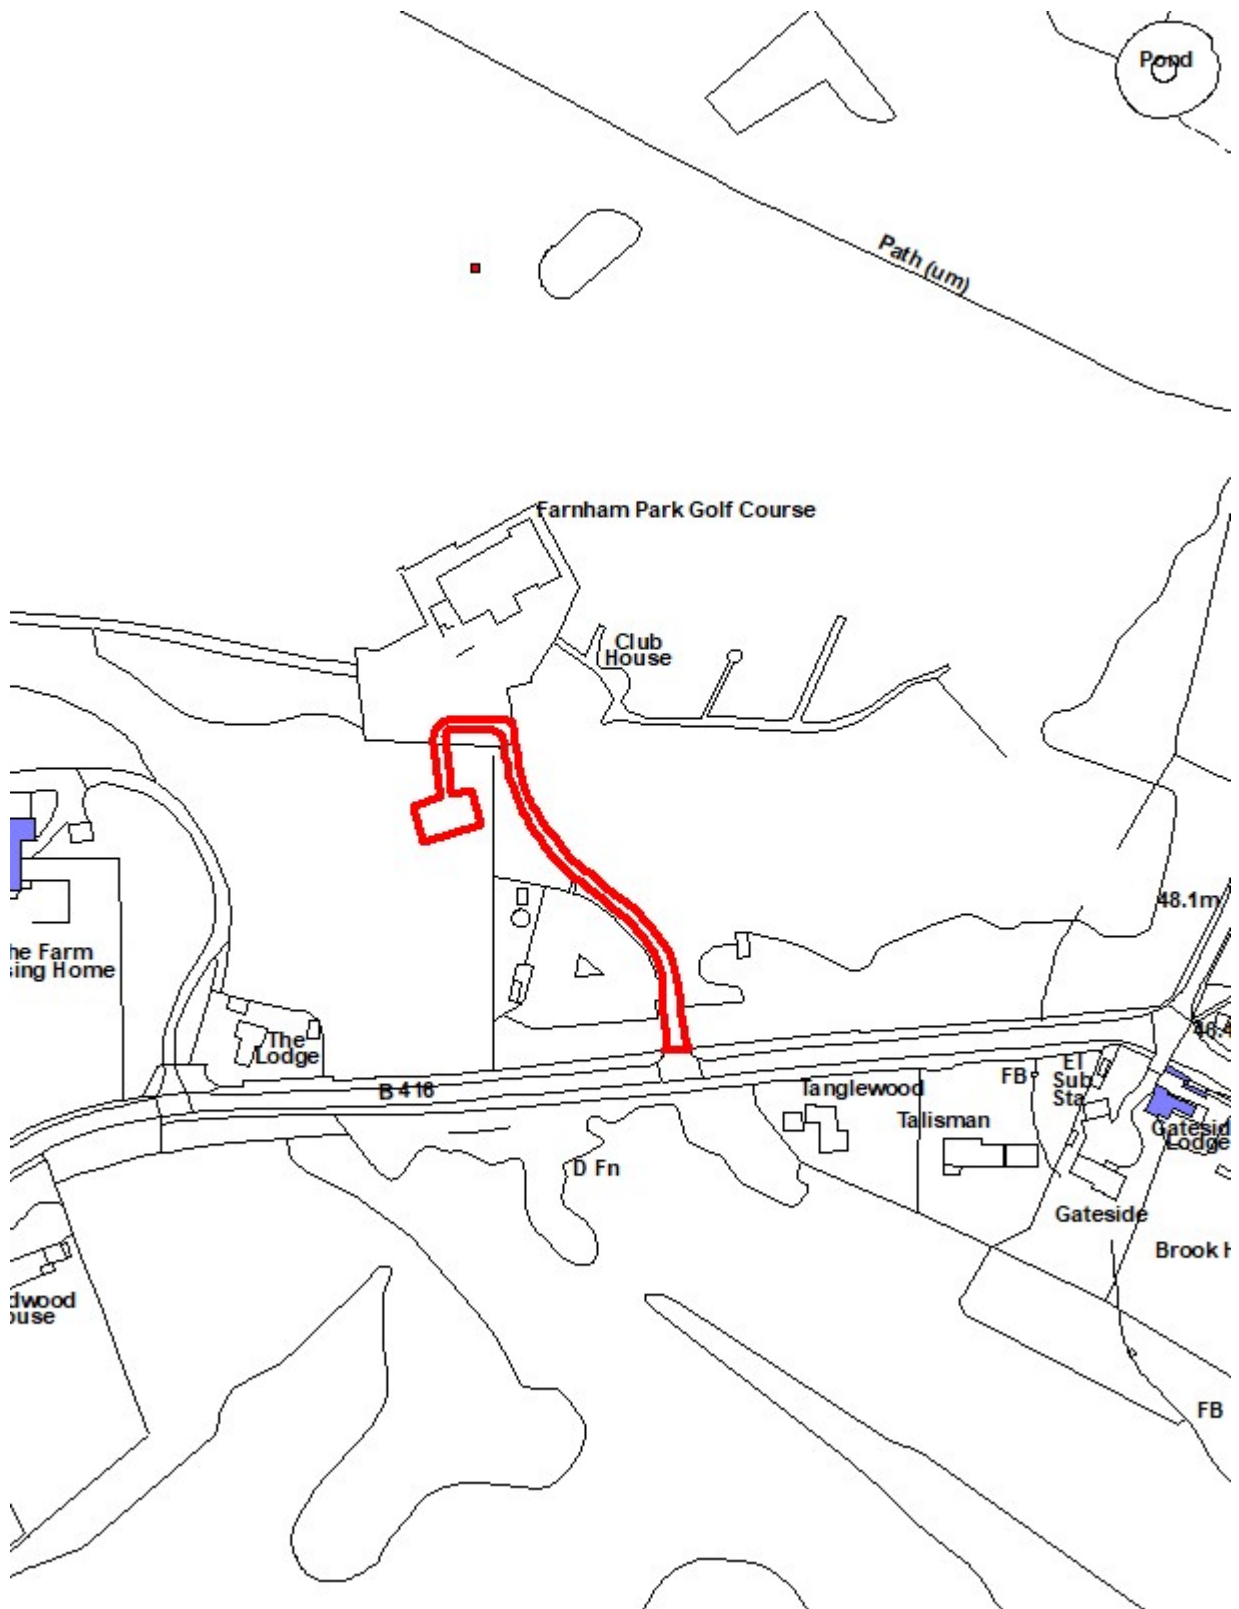 Pond
Path (um)
Farnham Park Golf Course
Club
House
48.1m
he Farm
sing Home
The
Lodge
B 416
Tanglewood
FB
ET
Sub
Sta
Talisman
Gatesid
Lodge
D Fn
Gateside
Brook H
dwood
ouse
FB